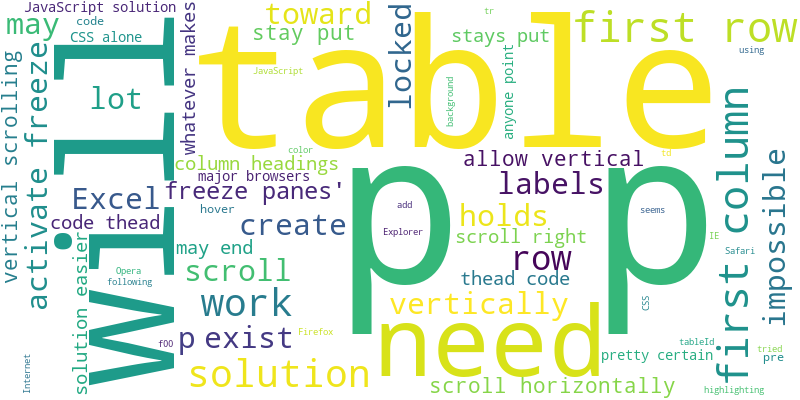 JavaScript solution
toward
first row
may
code
CSS alone
stay put
stays put
tr
table
locked
whatever makes
vertical scrolling
activate freeze
will
lot
JavaScript
background
anyone point
using
column headings
color
major browsers
freeze panes'
allow vertical
td
labels
first column
impossible
Excel
code thead
hover
create
p p
add
Explorer
holds
seems
scroll right
IE
Safari
may end
row
Opera
following
scroll
thead code
CSS
work
vertically
solution easier
p exist
foo
Firefox
need
tableId
tried
pre
pretty certain
Internet
solution
scroll horizontally
highlighting